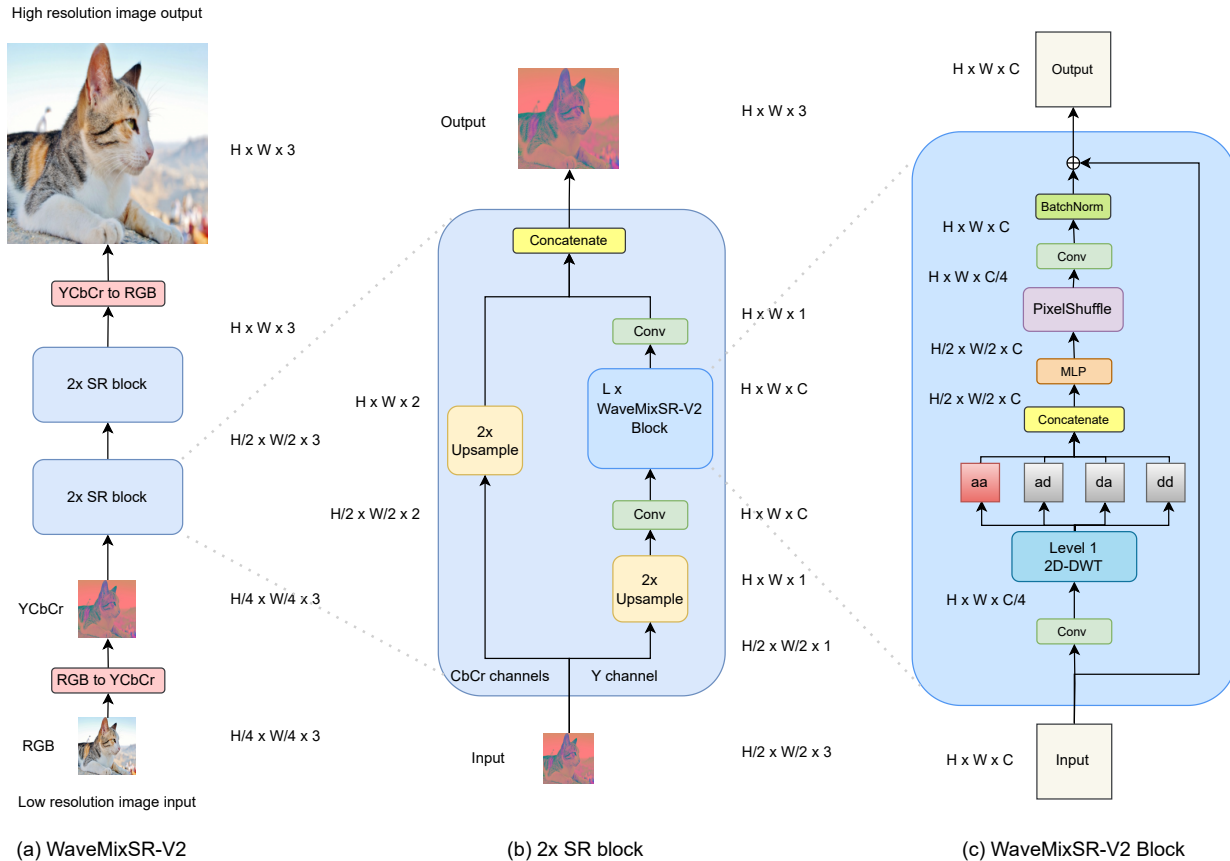 High resolution image output
H x W x 3
YCbCr to RGB
H x W x 3
2x SR block
H/2 x W/2 x 3
2x SR block
YCbCr
H/4 x W/4 x 3
RGB to YCbCr
RGB
H/4 x W/4 x 3
Low resolution image input
(a) WaveMixSR-V2
Output
H x W x 3
Concatenate
H x W x 1
Conv
H x W x 2
L x
WaveMixSR-V2
Block
H x W x C
2x
Upsample
H/2 x W/2 x 2
Conv
H x W x C
2x
Upsample
H x W x 1
H/2 x W/2 x 1
CbCr channels
Y channel
Input
H/2 x W/2 x 3
(b) 2x SR block
H x W x C
Output
BatchNorm
H x W x C
Conv
H x W x C/4
PixelShuffle
H/2 x W/2 x C
MLP
H/2 x W/2 x C
Concatenate
aa
ad
da
dd
Level 1
2D-DWT
H x W x C/4
Conv
H x W x C
Input
(c) WaveMixSR-V2 Block